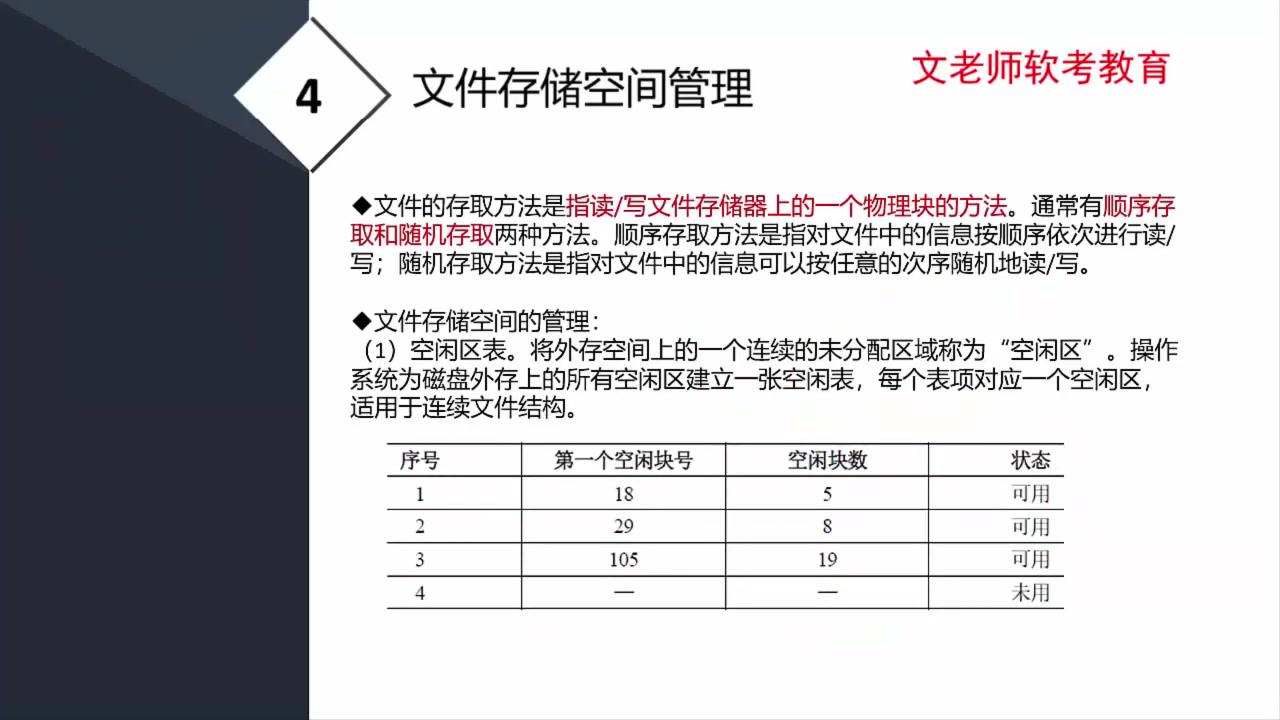 4
文件存储空间管理
文老师软考教育
◆文件的存取方法是指读/写文件存储器上的一个物理块的方法。通常有顺序存
取和随机存取两种方法。顺序存取方法是指对文件中的信息按顺序依次进行读/
写；随机存取方法是指对文件中的信息可以按任意的次序随机地读/写。
◆文件存储空间的管理：
（1）空闲区表。将外存空间上的一个连续的未分配区域称为“空闲区”。操作
系统为磁盘外存上的所有空闲区建立一张空闲表，每个表项对应一个空闲区，
适用于连续文件结构。
序号 第一个空闲块号 空闲块数 状态
1 18 5 可用
2 29 8 可用
3 105 19 可用
4 — — 未用